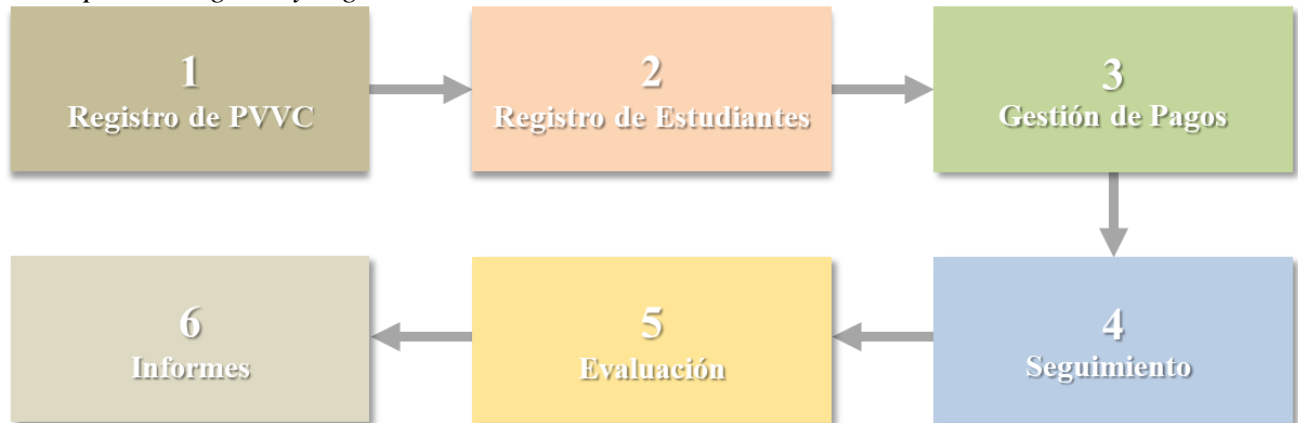 1
Registro de PVVC
2
Registro de Estudiantes
3
Gestión de Pagos
4
Seguimiento
5
Evaluación
6
Informes